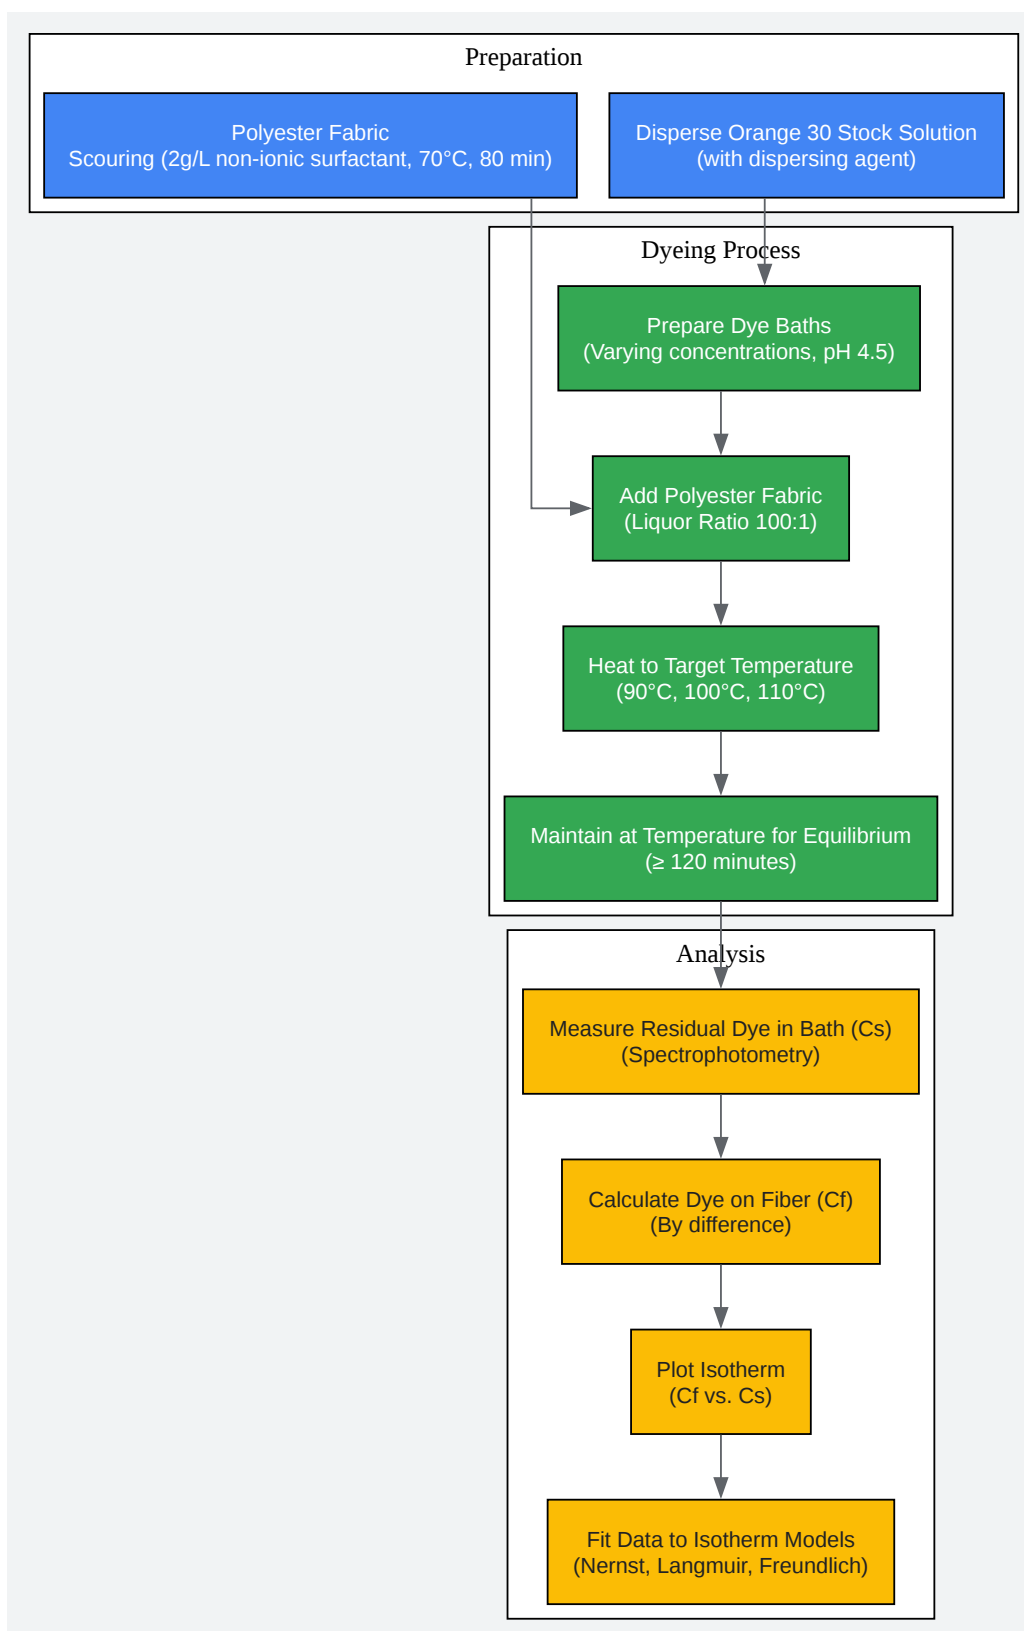 Preparation
Polyester Fabric
Scouring (2g/L non-ionic surfactant, 70°C, 80 min)
Disperse Orange 30 Stock Solution
(with dispersing agent)
Dyeing Process
Prepare Dye Baths
(Varying concentrations, pH 4.5)
Add Polyester Fabric
(Liquor Ratio 100:1)
Heat to Target Temperature
(90°C, 100°C, 110°C)
Maintain at Temperature for Equilibrium
(≥ 120 minutes)
Analysis
Measure Residual Dye in Bath (Cs)
(Spectrophotometry)
Calculate Dye on Fiber (Cf)
(By difference)
Plot Isotherm
(Cf vs. Cs)
Fit Data to Isotherm Models
(Nernst, Langmuir, Freundlich)